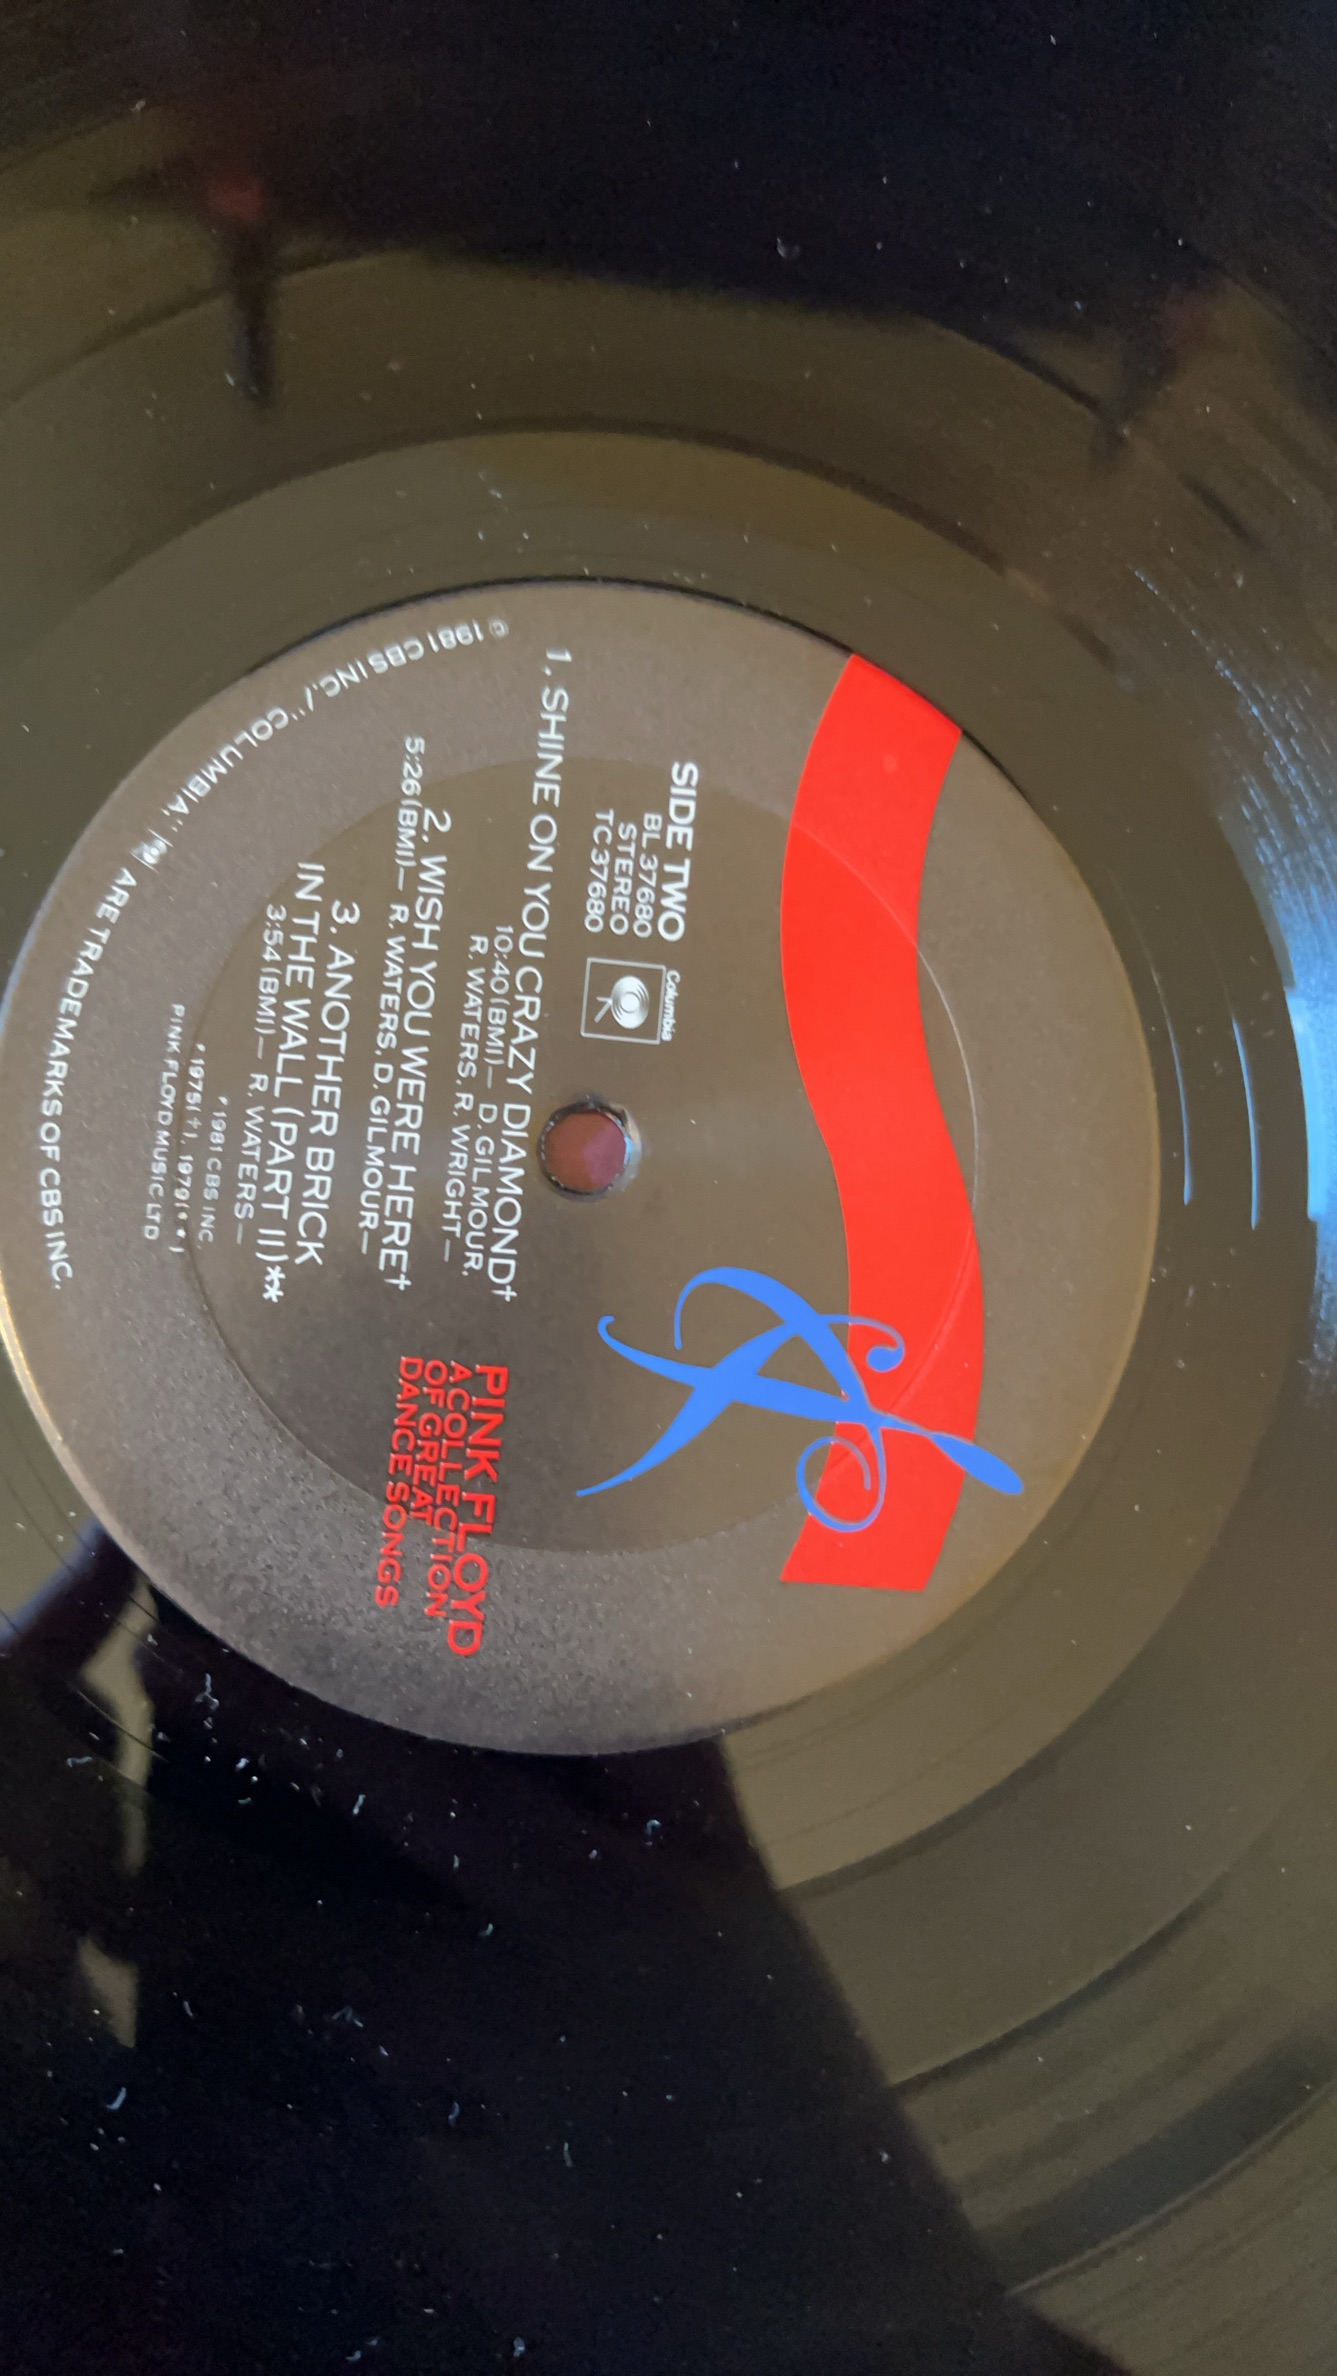 SIDE TWO
BL 37680
STEREO
TC 37680
Columbia
1. SHINE ON YOU CRAZY DIAMOND†
10:40 (BMI)— D. GILMOUR,
R. WATERS, R. WRIGHT—
2. WISH YOU WERE HERE†
5:26 (BMI)— R. WATERS, D. GILMOUR—
3. ANOTHER BRICK
IN THE WALL (PART II)**
3:54 (BMI)— R. WATERS—
℗ 1981 CBS INC.
℗ 1975(†), 1979(**)
PINK FLOYD MUSIC LTD
PINK FLOYD
A COLLECTION
OF GREAT
DANCE SONGS
© 1981 CBS INC./ "COLUMBIA," ARE TRADEMARKS OF CBS INC.